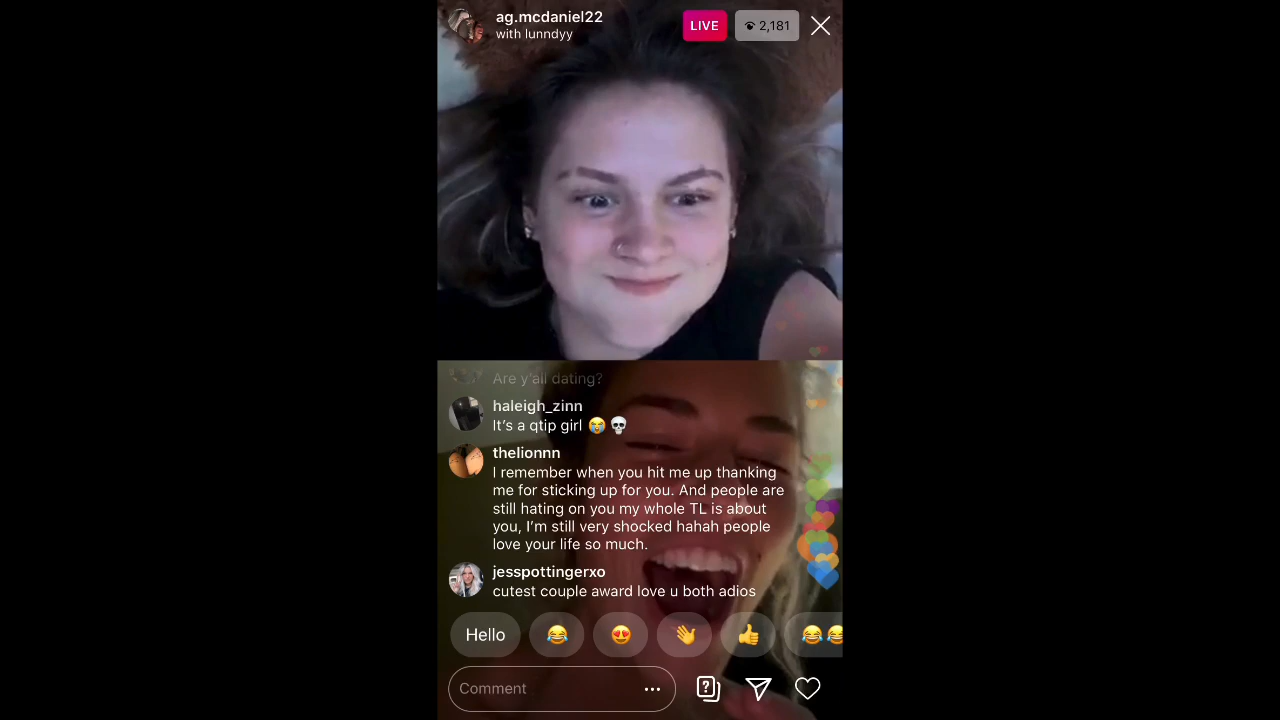 ag.mcdaniel22
with lunndyy
LIVE
2,181
Are y'all dating?
haleigh_zinn
It's a qtip girl 😭💀
thelionnn
I remember when you hit me up thanking
me for sticking up for you. And people are
still hating on you my whole TL is about
you, I'm still very shocked hahah people
love your life so much.
jesspottingerxo
cutest couple award love u both adios
Hello
Comment